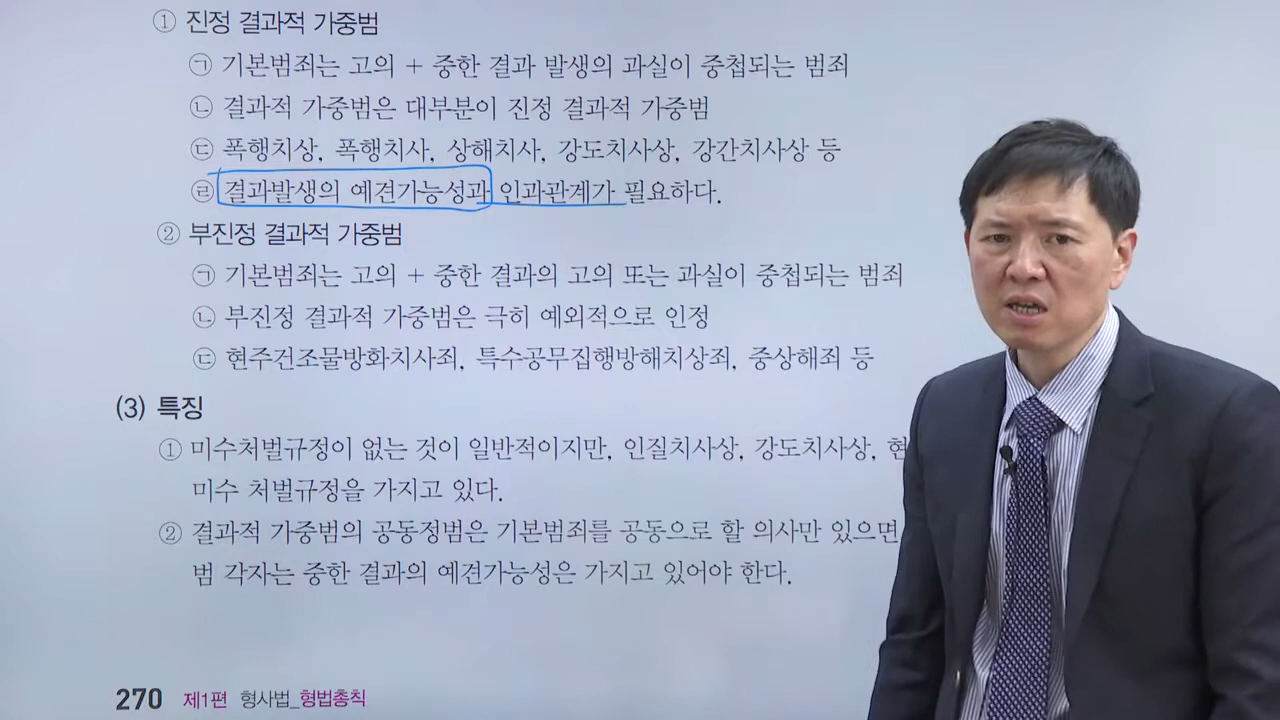 ① 진정 결과적 가중범
㉠ 기본범죄는 고의 + 중한 결과 발생의 과실이 중첩되는 범죄
㉡ 결과적 가중범은 대부분이 진정 결과적 가중범
㉢ 폭행치상, 폭행치사, 상해치사, 강도치사상, 강간치사상 등
㉣ 결과발생의 예견가능성과 인과관계가 필요하다.
② 부진정 결과적 가중범
㉠ 기본범죄는 고의 + 중한 결과의 고의 또는 과실이 중첩되는 범죄
㉡ 부진정 결과적 가중범은 극히 예외적으로 인정
㉢ 현주건조물방화치사죄, 특수공무집행방해치상죄, 중상해죄 등
(3) 특징
① 미수처벌규정이 없는 것이 일반적이지만, 인질치사상, 강도치사상, 현
미수 처벌규정을 가지고 있다.
② 결과적 가중범의 공동정범은 기본범죄를 공동으로 할 의사만 있으면
범 각자는 중한 결과의 예견가능성은 가지고 있어야 한다.
270 제1편 형사법_형법총칙